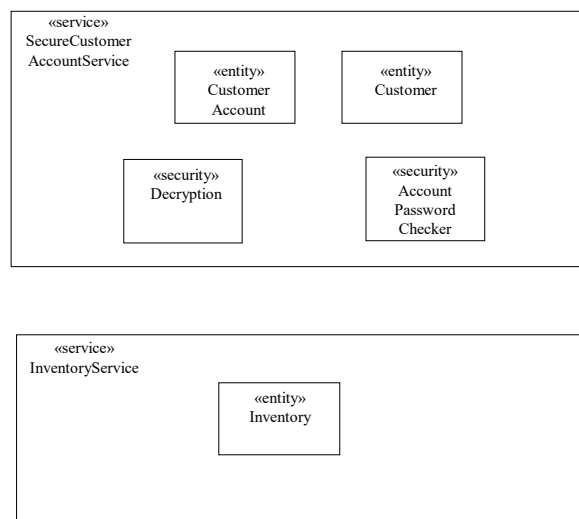 «service»
SecureCustomer
AccountService
«entity»
Customer
Account
«entity»
Customer
«security»
Decryption
«security»
Account
Password
Checker
«service»
InventoryService
«entity»
Inventory